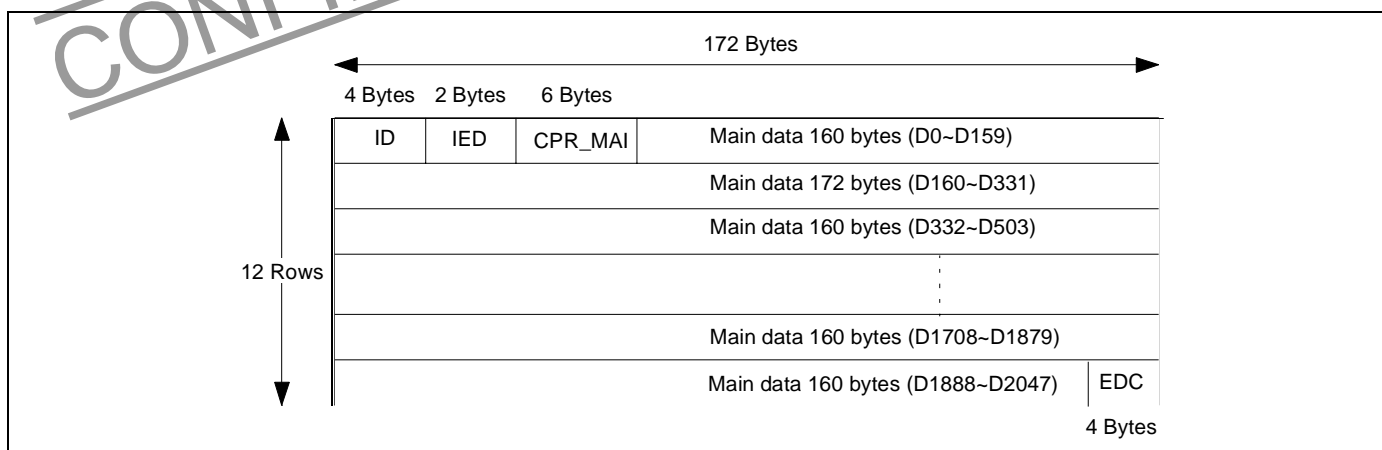 172 Bytes
4 Bytes 2 Bytes 6 Bytes
ID IED CPR_MAI Main data 160 bytes (D0~D159)
Main data 172 bytes (D160~D331)
Main data 160 bytes (D332~D503)
12 Rows
Main data 160 bytes (D1708~D1879)
Main data 160 bytes (D1888~D2047) EDC
4 Bytes